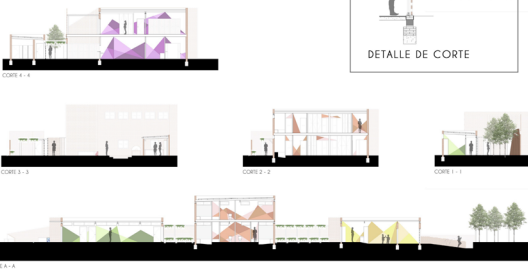 DETALLE DE CORTE
CORTE 4 - 4
CORTE 3 - 3
CORTE 2 - 2
CORTE 1 - 1
E A - A